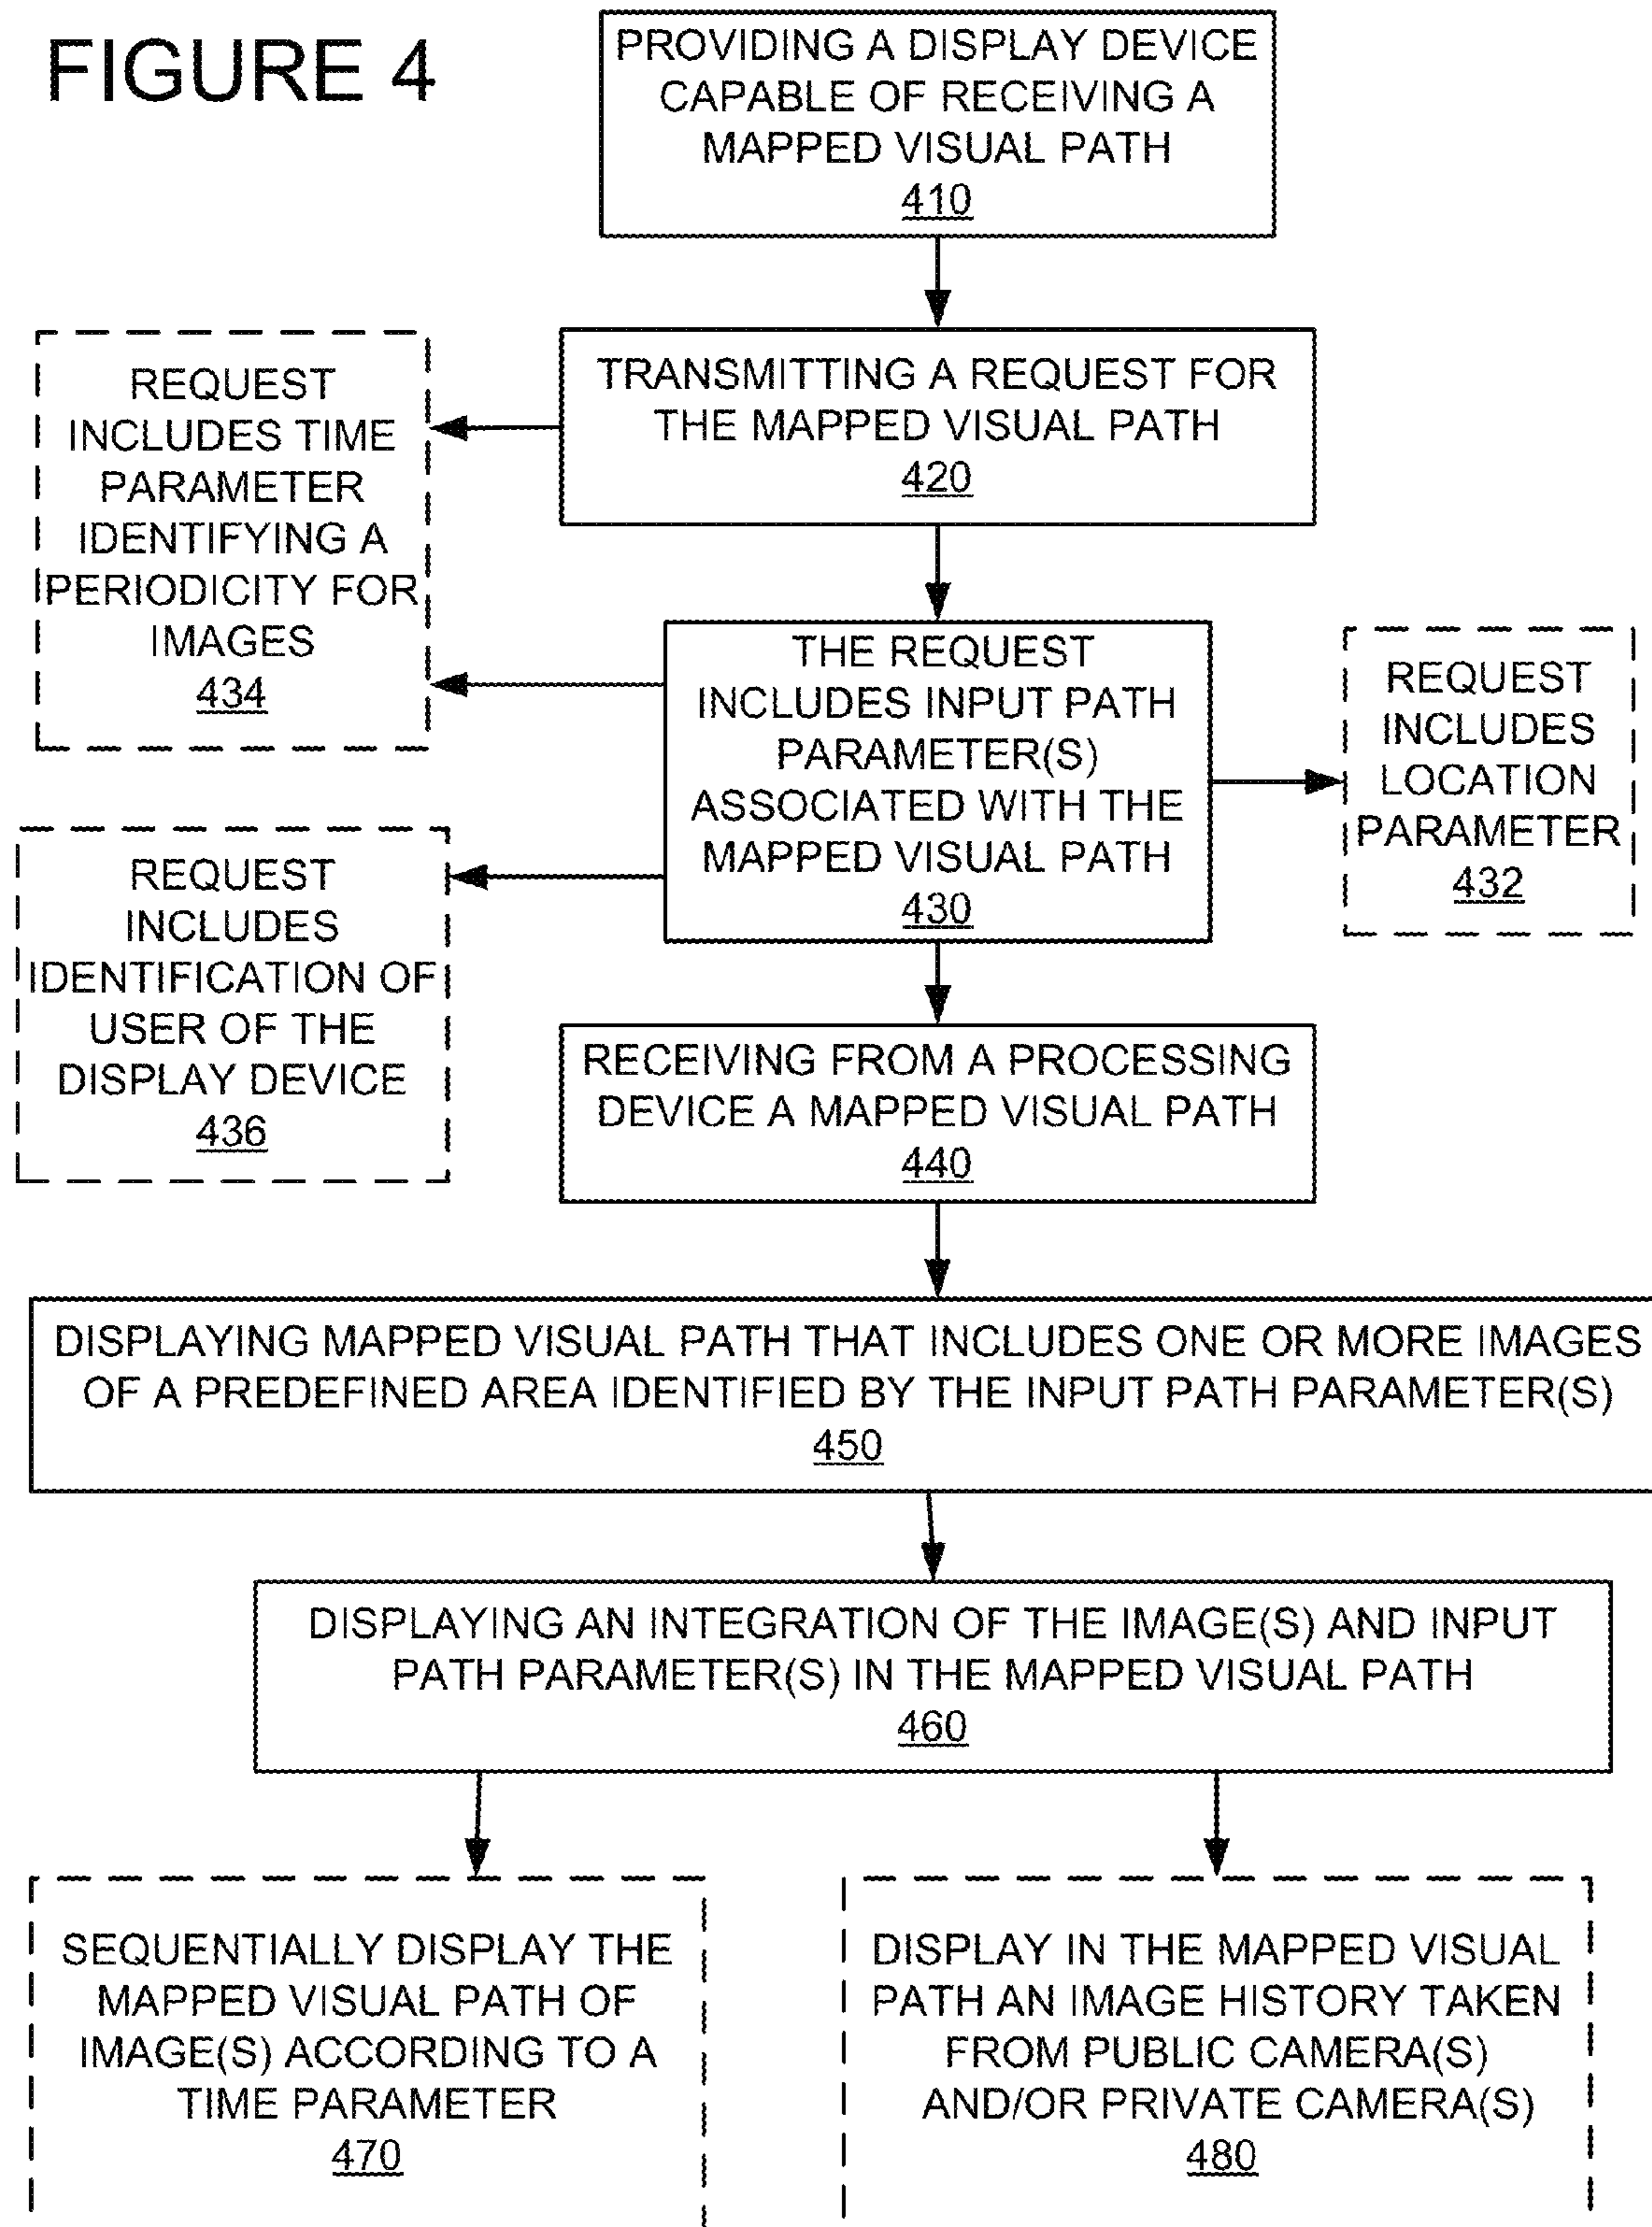 FIGURE 4
PROVIDING A DISPLAY DEVICE
CAPABLE OF RECEIVING A
MAPPED VISUAL PATH
410
TRANSMITTING A REQUEST FOR
THE MAPPED VISUAL PATH
420
REQUEST
INCLUDES TIME
PARAMETER
IDENTIFYING A
PERIODICITY FOR
IMAGES
434
THE REQUEST
INCLUDES INPUT PATH
PARAMETER(S)
ASSOCIATED WITH THE
MAPPED VISUAL PATH
430
REQUEST
INCLUDES
LOCATION
PARAMETER
432
REQUEST
INCLUDES
IDENTIFICATION OF
USER OF THE
DISPLAY DEVICE
436
RECEIVING FROM A PROCESSING
DEVICE A MAPPED VISUAL PATH
440
DISPLAYING MAPPED VISUAL PATH THAT INCLUDES ONE OR MORE IMAGES
OF A PREDEFINED AREA IDENTIFIED BY THE INPUT PATH PARAMETER(S)
450
DISPLAYING AN INTEGRATION OF THE IMAGE(S) AND INPUT
PATH PARAMETER(S) IN THE MAPPED VISUAL PATH
460
SEQUENTIALLY DISPLAY THE
MAPPED VISUAL PATH OF
IMAGE(S) ACCORDING TO A
TIME PARAMETER
470
DISPLAY IN THE MAPPED VISUAL
PATH AN IMAGE HISTORY TAKEN
FROM PUBLIC CAMERA(S)
AND/OR PRIVATE CAMERA(S)
480